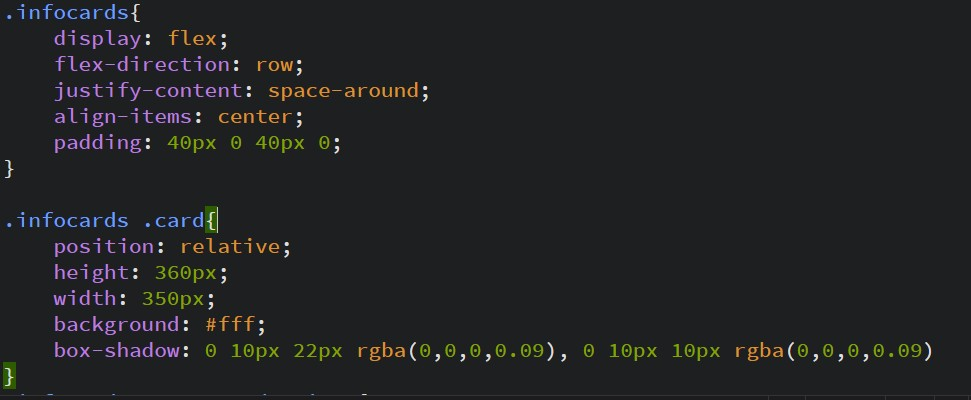 .infocards{
    display: flex;
    flex-direction: row;
    justify-content: space-around;
    align-items: center;
    padding: 40px 0 40px 0;
}

.infocards .card{
    position: relative;
    height: 360px;
    width: 350px;
    background: #fff;
    box-shadow: 0 10px 22px rgba(0,0,0,0.09), 0 10px 10px rgba(0,0,0,0.09)
}